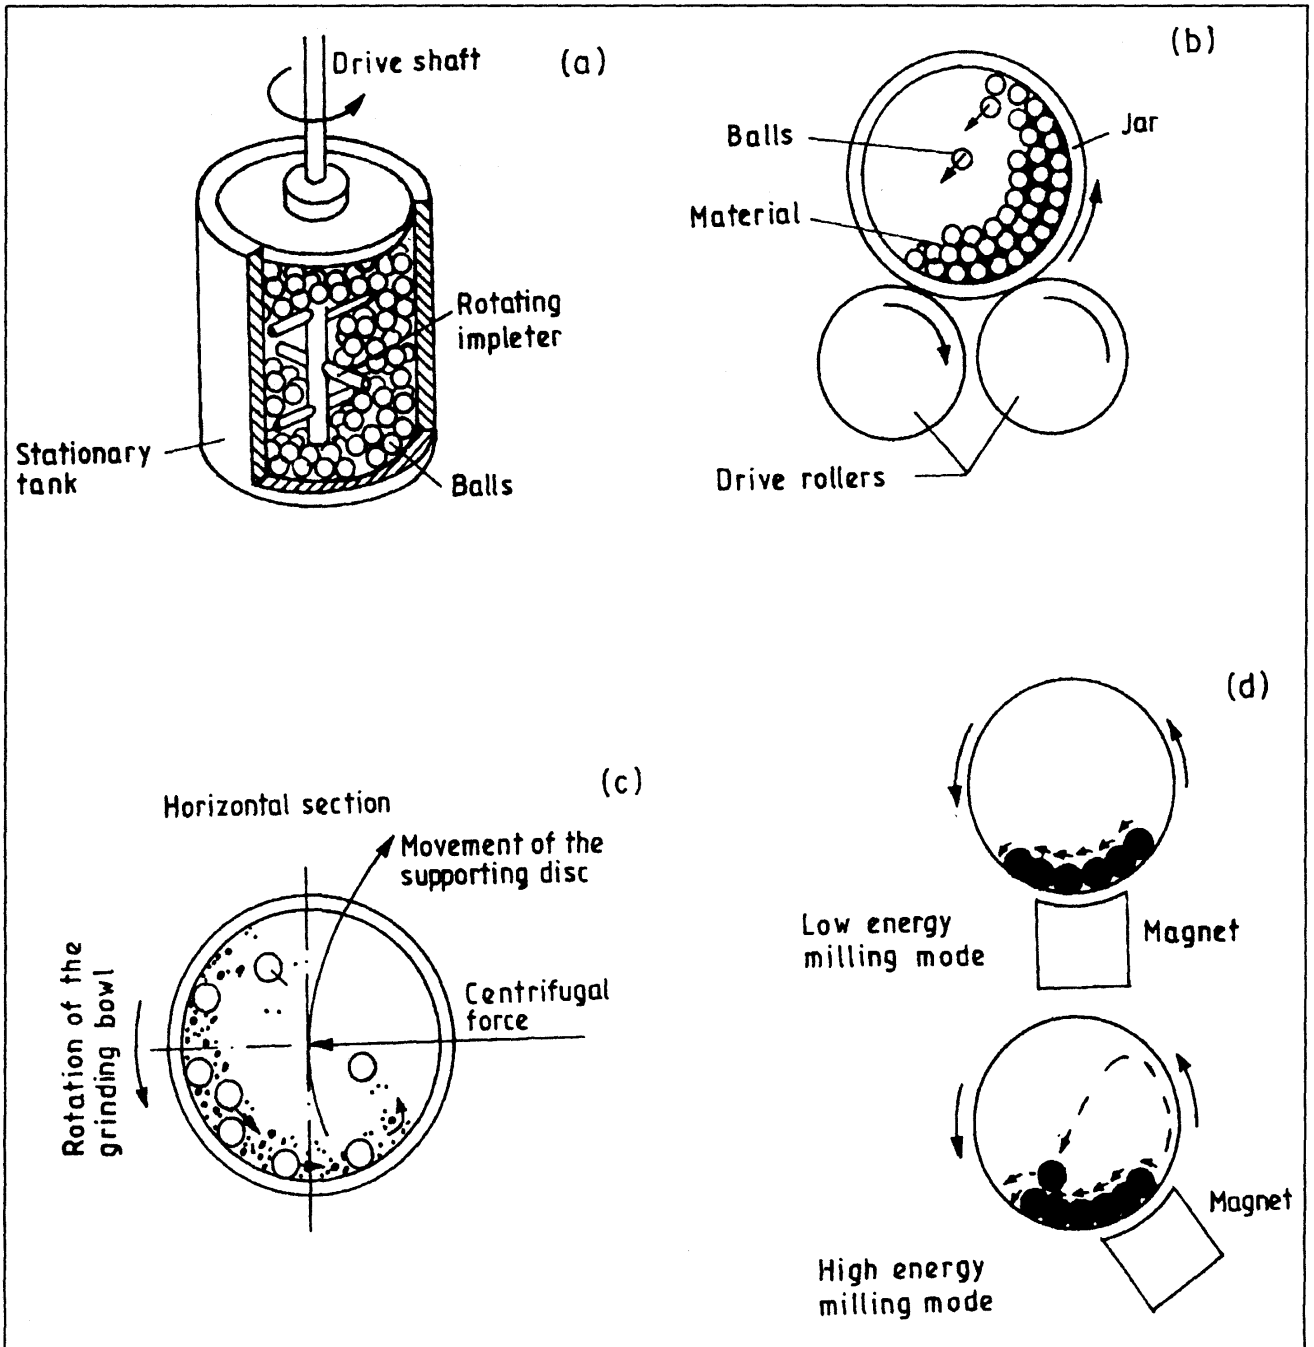 (a)
Drive shaft
Rotating
impleter
Stationary
tank
Balls
(b)
Balls
Jar
Material
Drive rollers
(c)
Horizontal section
Movement of the
supporting disc
Rotation of the
grinding bowl
Centrifugal
force
(d)
Low energy
milling mode
Magnet
High energy
milling mode
Magnet